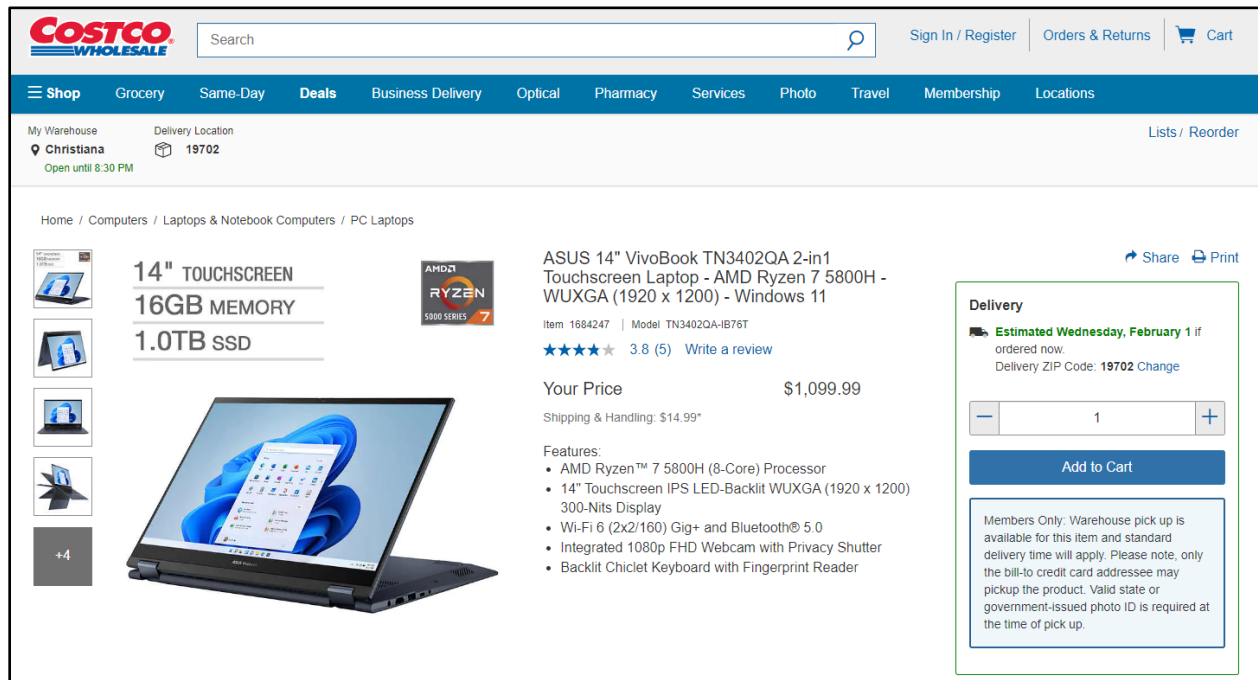 COSTCO
WHOLESALE
Search
Sign In / Register
Orders & Returns
Cart
Shop
Grocery
Same-Day
Deals
Business Delivery
Optical
Pharmacy
Services
Photo
Travel
Membership
Locations
My Warehouse
Christiana
Open until 8:30 PM
Delivery Location
19702
Lists / Reorder
Home / Computers / Laptops & Notebook Computers / PC Laptops
+4
14" TOUCHSCREEN
16GB MEMORY
1.0TB SSD
AMD
RYZEN
5000 SERIES 7
ASUS 14" VivoBook TN3402QA 2-in1
Touchscreen Laptop - AMD Ryzen 7 5800H -
WUXGA (1920 x 1200) - Windows 11
Item 1684247 | Model TN3402QA-IB76T
3.8 (5) Write a review
Your Price $1,099.99
Shipping & Handling: $14.99*
Features:
• AMD Ryzen™ 7 5800H (8-Core) Processor
• 14" Touchscreen IPS LED-Backlit WUXGA (1920 x 1200)
300-Nits Display
• Wi-Fi 6 (2x2/160) Gig+ and Bluetooth® 5.0
• Integrated 1080p FHD Webcam with Privacy Shutter
• Backlit Chiclet Keyboard with Fingerprint Reader
Share
Print
Delivery
Estimated Wednesday, February 1 if
ordered now.
Delivery ZIP Code: 19702 Change
1
Add to Cart
Members Only: Warehouse pick up is
available for this item and standard
delivery time will apply. Please note, only
the bill-to credit card addressee may
pickup the product. Valid state or
government-issued photo ID is required at
the time of pick up.